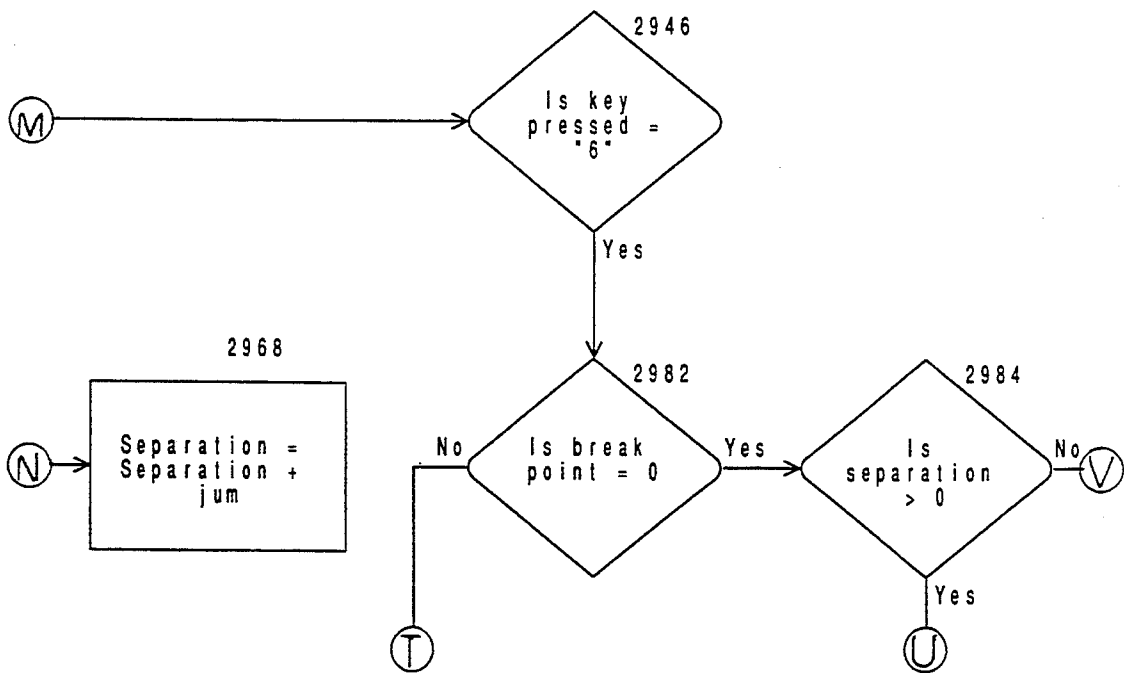 2946
M
Is key
pressed =
"6"
Yes
2968
2982
2984
N
Separation =
Separation +
jum
No
Is break
point = 0
Yes
Is
separation
> 0
No
V
Yes
T
U